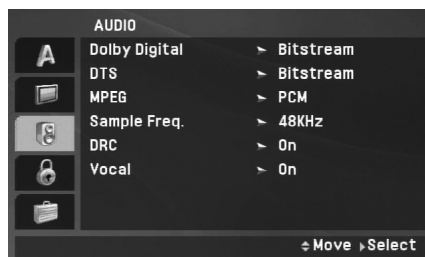 AUDIO
A
Dolby Digital ➢ Bitstream
DTS ➢ Bitstream
MPEG ➢ PCM
Sample Freq. ➢ 48KHz
DRC ➢ On
Vocal ➢ On
Move Select